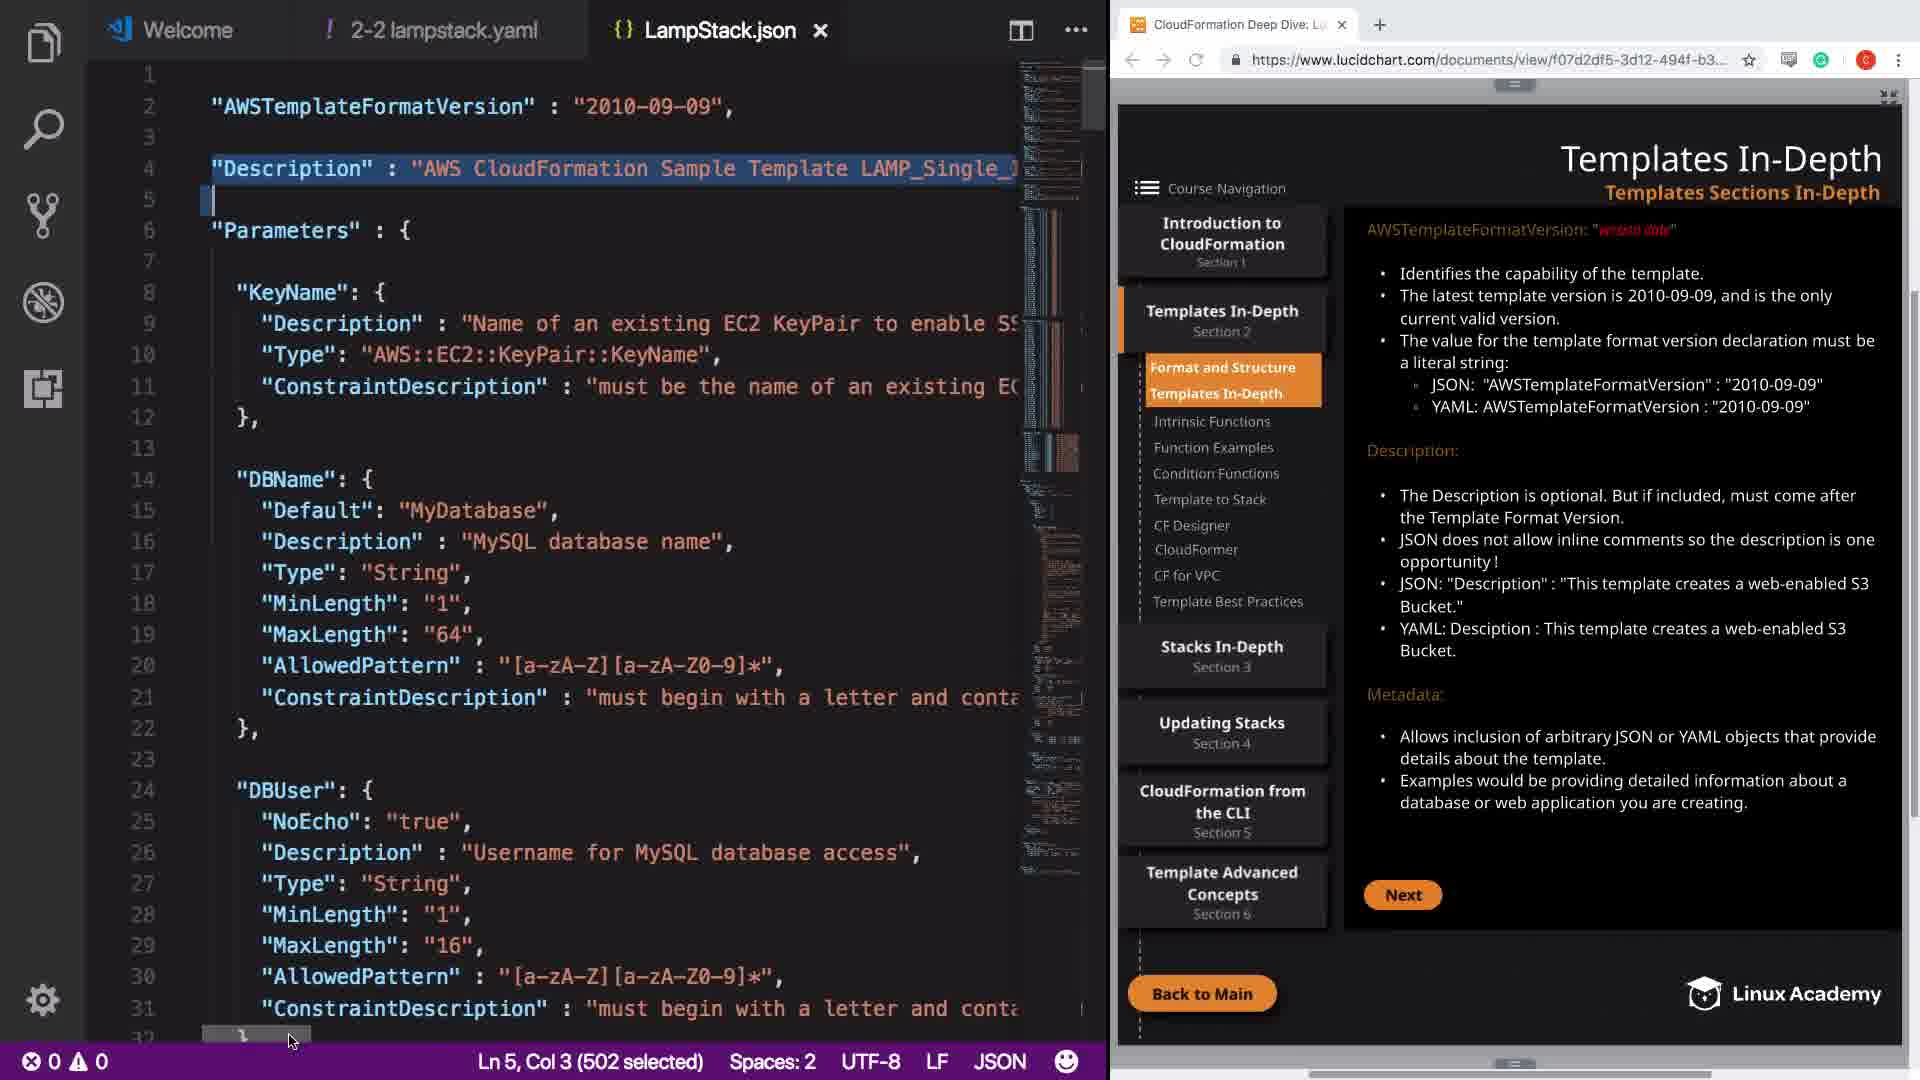 Welcome
2-2 lampstack.yaml
{} LampStack.json
1
2 "AWSTemplateFormatVersion" : "2010-09-09",
3
4 "Description" : "AWS CloudFormation Sample Template LAMP_Single_
5
6 "Parameters" : {
7
8 "KeyName": {
9 "Description" : "Name of an existing EC2 KeyPair to enable SS
10 "Type": "AWS::EC2::KeyPair::KeyName",
11 "ConstraintDescription" : "must be the name of an existing EC
12 },
13
14 "DBName": {
15 "Default": "MyDatabase",
16 "Description" : "MySQL database name",
17 "Type": "String",
18 "MinLength": "1",
19 "MaxLength": "64",
20 "AllowedPattern" : "[a-zA-Z][a-zA-Z0-9]*",
21 "ConstraintDescription" : "must begin with a letter and conta
22 },
23
24 "DBUser": {
25 "NoEcho": "true",
26 "Description" : "Username for MySQL database access",
27 "Type": "String",
28 "MinLength": "1",
29 "MaxLength": "16",
30 "AllowedPattern" : "[a-zA-Z][a-zA-Z0-9]*",
31 "ConstraintDescription" : "must begin with a letter and conta
32 }
0 0
Ln 5, Col 3 (502 selected)
Spaces: 2
UTF-8
LF
JSON
CloudFormation Deep Dive: Lu
https://www.lucidchart.com/documents/view/f07d2df5-3d12-494f-b3...
C
Templates In-Depth
Templates Sections In-Depth
Course Navigation
Introduction to
CloudFormation
Section 1
Templates In-Depth
Section 2
Format and Structure
Templates In-Depth
Intrinsic Functions
Function Examples
Condition Functions
Template to Stack
CF Designer
CloudFormer
CF for VPC
Template Best Practices
Stacks In-Depth
Section 3
Updating Stacks
Section 4
CloudFormation from
the CLI
Section 5
Template Advanced
Concepts
Section 6
Back to Main
AWSTemplateFormatVersion: "version date"
• Identifies the capability of the template.
• The latest template version is 2010-09-09, and is the only
current valid version.
• The value for the template format version declaration must be
a literal string:
◦ JSON: "AWSTemplateFormatVersion" : "2010-09-09"
◦ YAML: AWSTemplateFormatVersion : "2010-09-09"
Description:
• The Description is optional. But if included, must come after
the Template Format Version.
• JSON does not allow inline comments so the description is one
opportunity!
• JSON: "Description" : "This template creates a web-enabled S3
Bucket."
• YAML: Desciption : This template creates a web-enabled S3
Bucket.
Metadata:
• Allows inclusion of arbitrary JSON or YAML objects that provide
details about the template.
• Examples would be providing detailed information about a
database or web application you are creating.
Next
Linux Academy